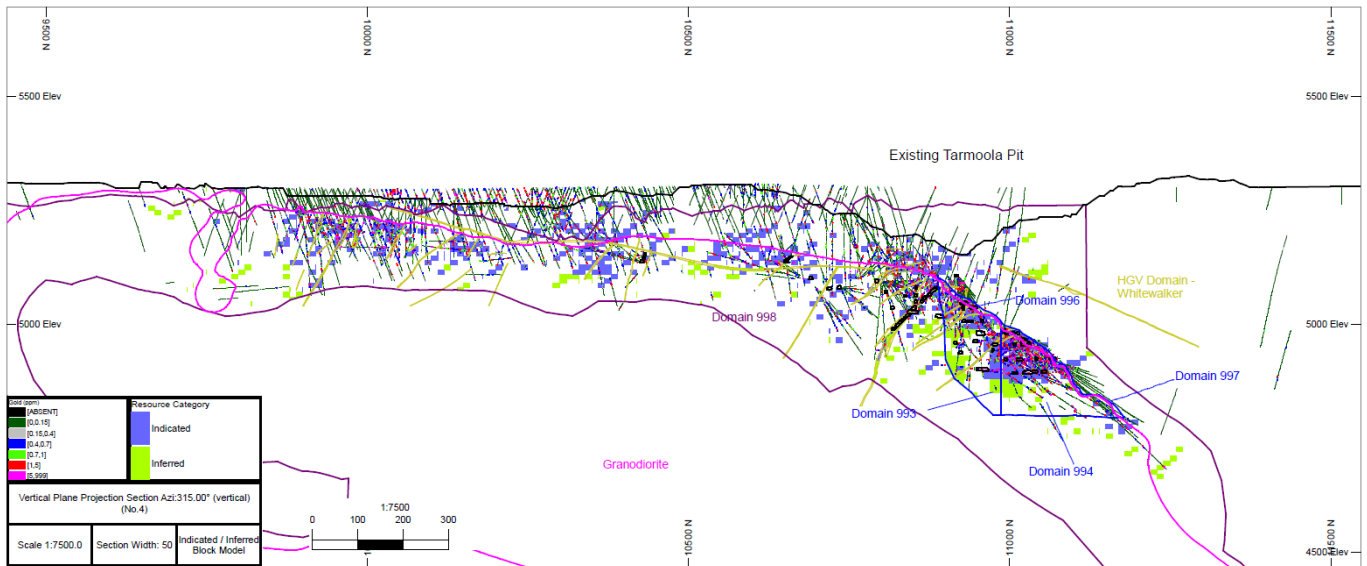 9500 N
10000 N
10500 N
11000 N
11500 N
5500 Elev
5500 Elev
Existing Tarmoola Pit
HGV Domain -
Whitewalker
Domain 996
5000 Elev
Domain 998
5000 Elev
Domain 997
Domain 993
Domain 994
Granodiorite
Gold (ppm)
[ABSENT]
[0,0.15]
[0.15,0.4]
[0.4,0.7]
[0.7,1]
[1,5]
[5,999]
Resource Category
Indicated
Inferred
Vertical Plane Projection Section Azi:315.00° (vertical)
(No.4)
Scale 1:7500.0
Section Width: 50
Indicated / Inferred
Block Model
1:7500
0 100 200 300
10500 N
11000 N
4500 Elev